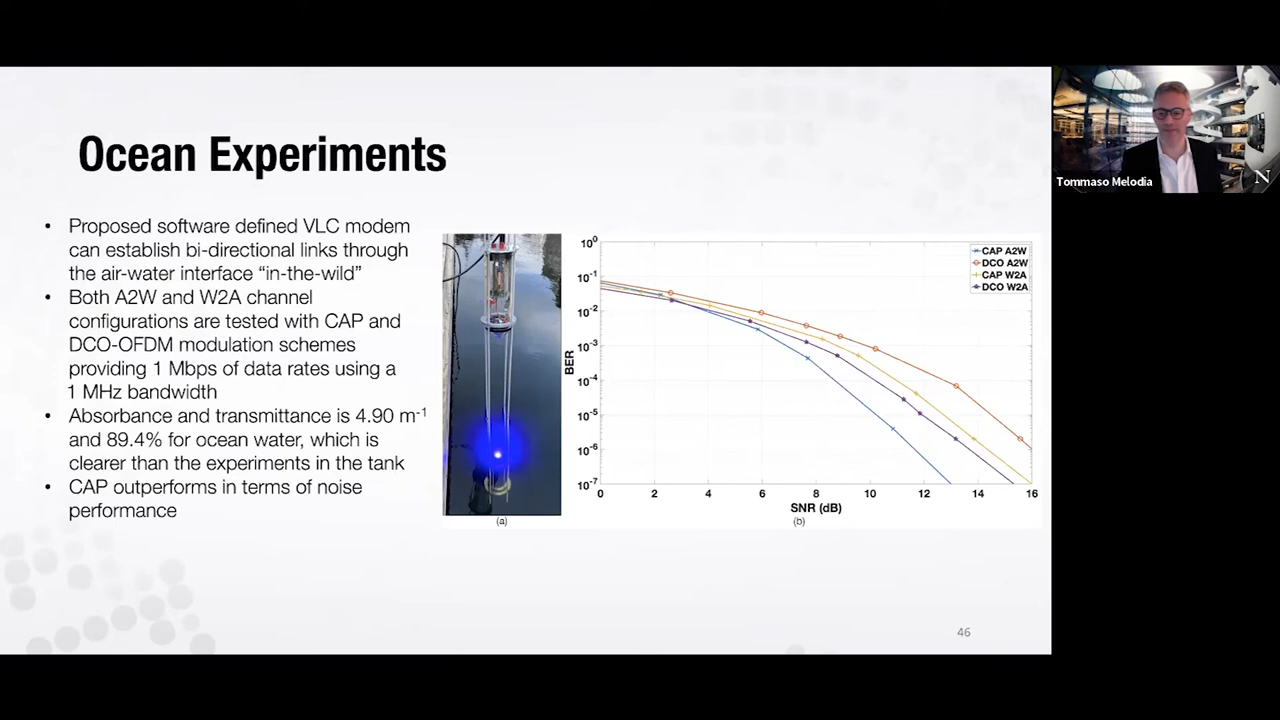 Ocean Experiments
• Proposed software defined VLC modem
can establish bi-directional links through
the air-water interface “in-the-wild”
• Both A2W and W2A channel
configurations are tested with CAP and
DCO-OFDM modulation schemes
providing 1 Mbps of data rates using a
1 MHz bandwidth
• Absorbance and transmittance is 4.90 m-1
and 89.4% for ocean water, which is
clearer than the experiments in the tank
• CAP outperforms in terms of noise
performance
(a)
100
10-1
10-2
10-3
10-4
10-5
10-6
10-7
BER
0 2 4 6 8 10 12 14 16
SNR (dB)
(b)
CAP A2W
DCO A2W
CAP W2A
DCO W2A
46
Tommaso Melodia
N